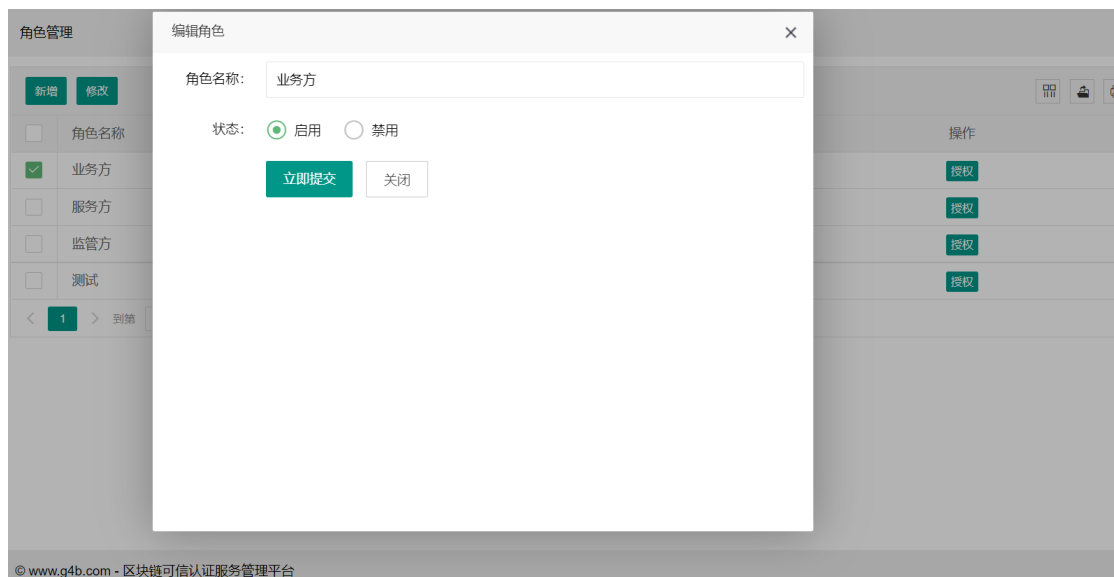 角色管理
编辑角色
角色名称： 业务方
新增 修改
状态： 启用 禁用
角色名称 操作
立即提交 关闭
业务方 授权
服务方 授权
监管方 授权
测试 授权
1 到第
© www.g4b.com - 区块链可信认证服务管理平台